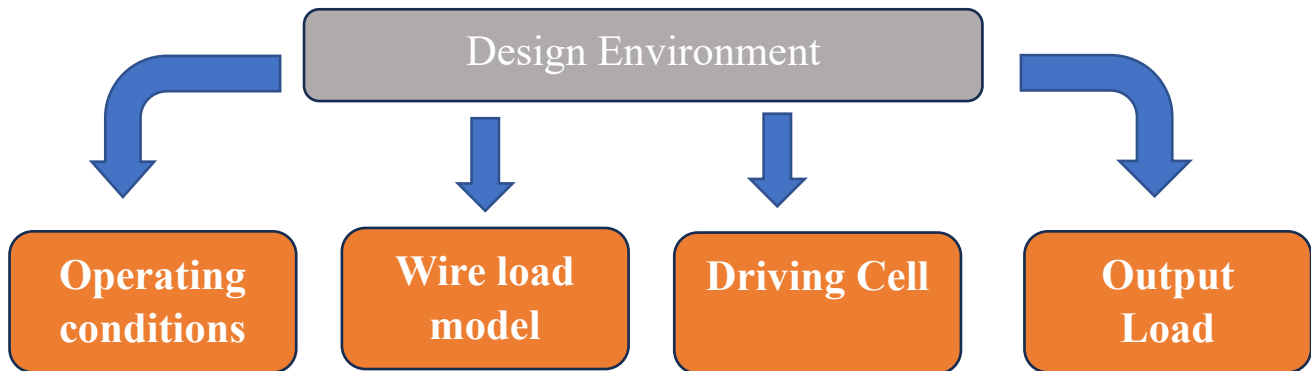 Design Environment
Operating
conditions
Wire load
model
Driving Cell
Output
Load